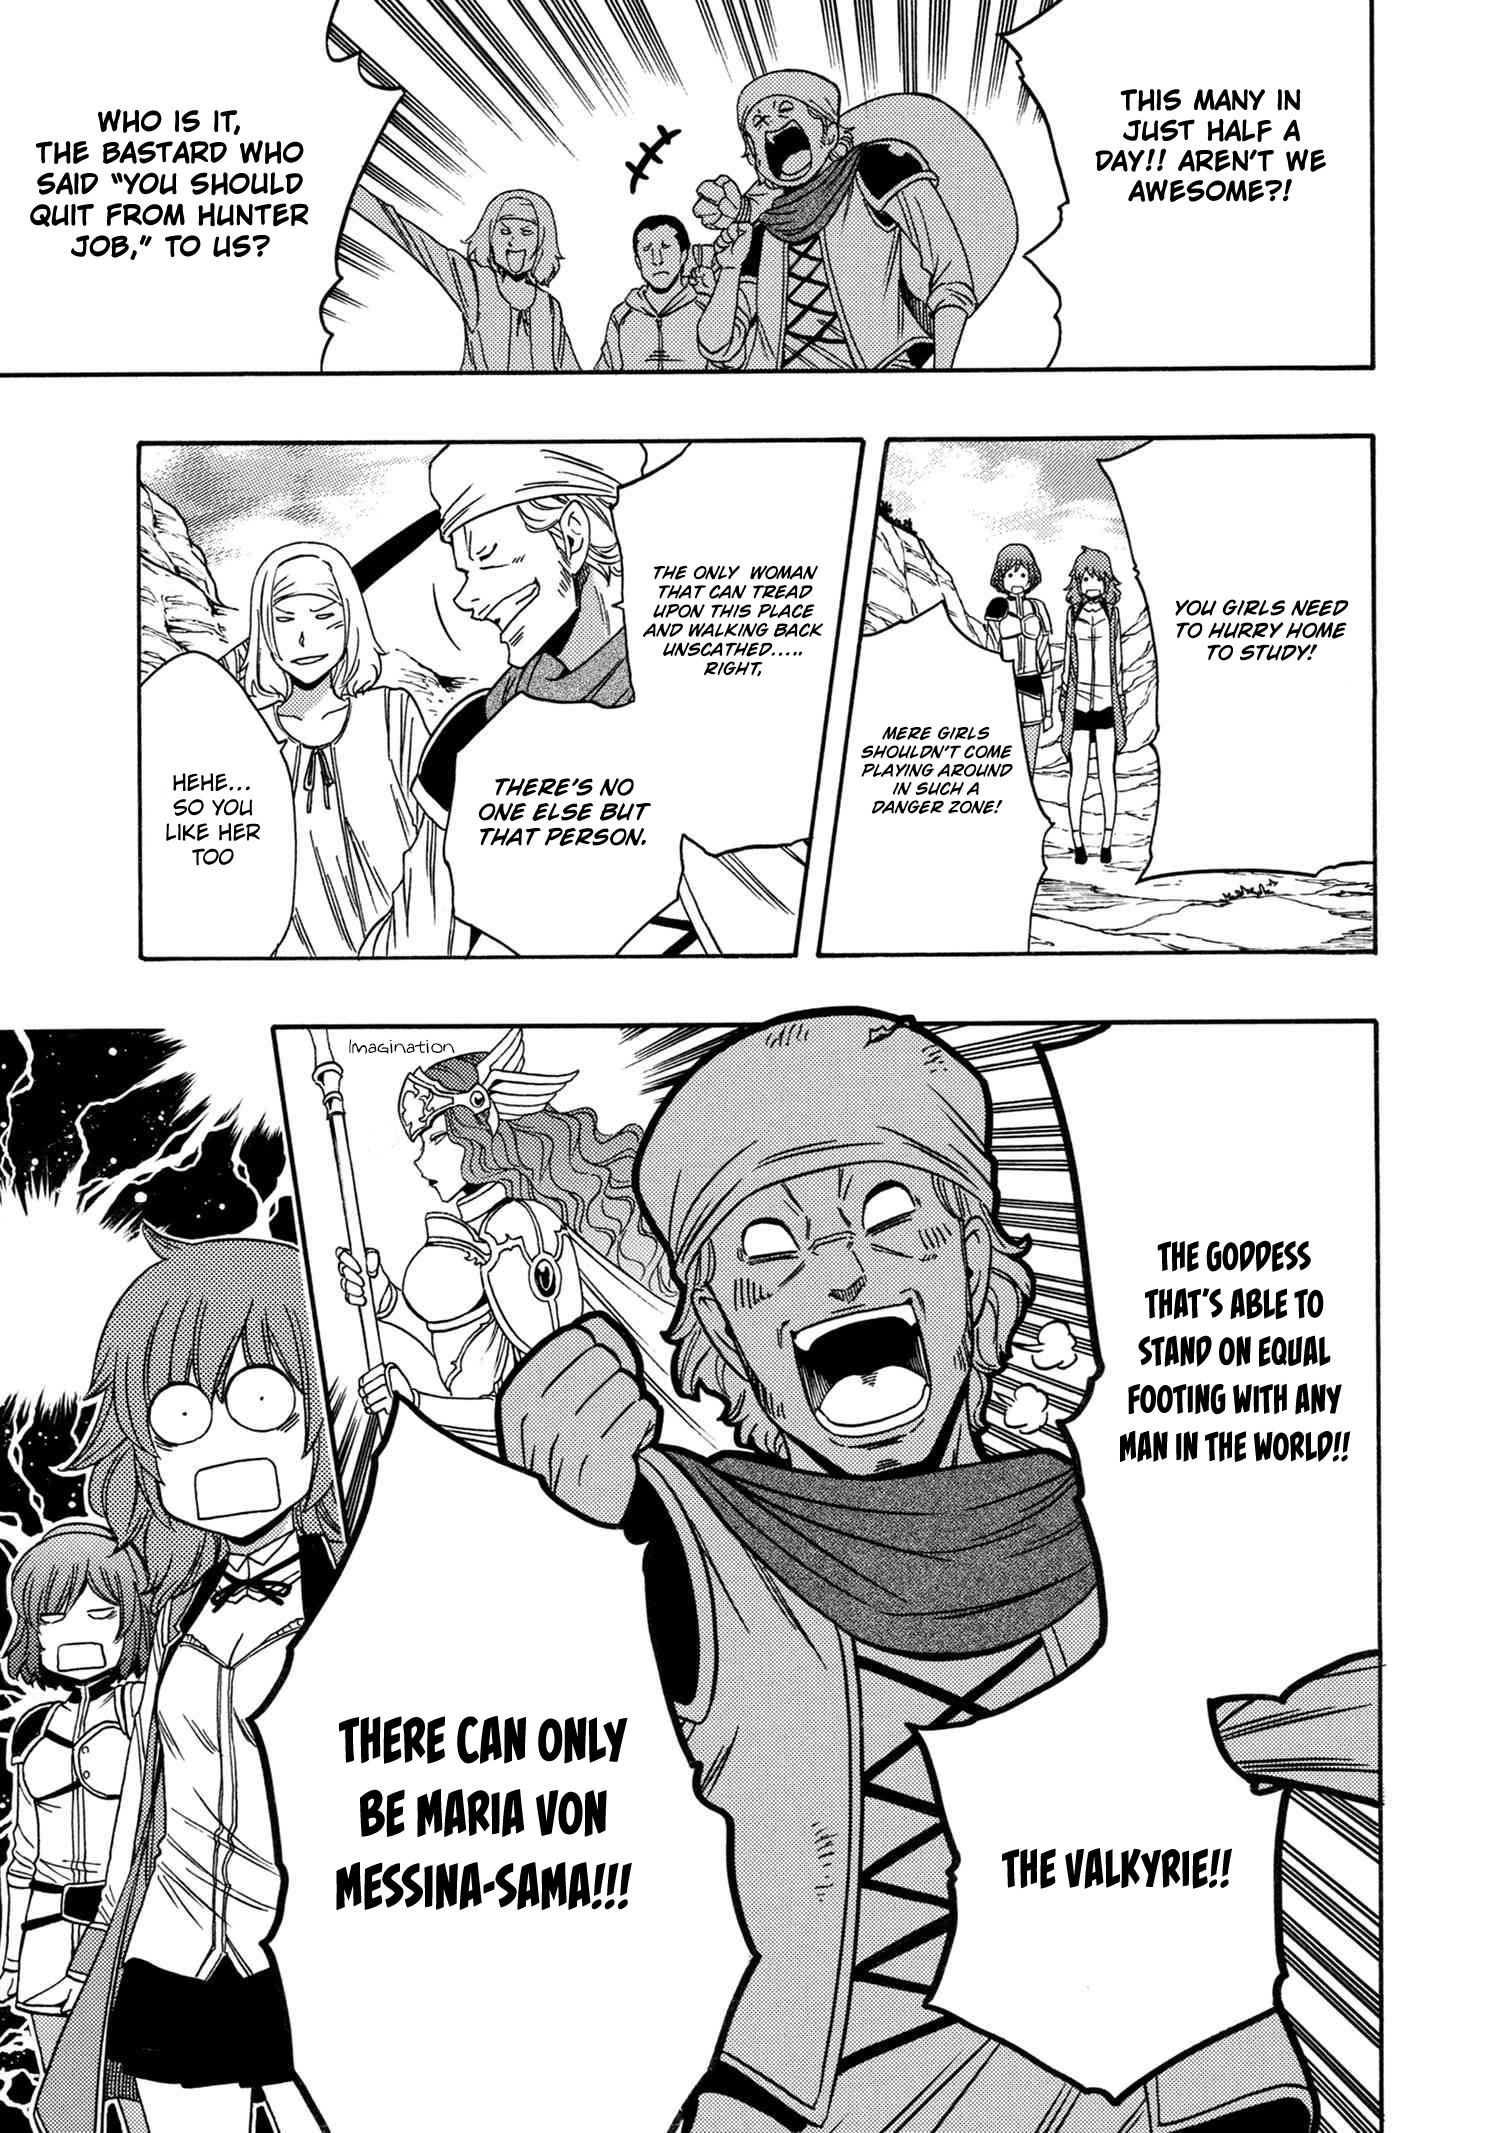 THIS MANY IN
JUST HALF A
DAY!! AREN'T WE
AWESOME?!
WHO IS IT,
THE BASTARD WHO
SAID "YOU SHOULD
QUIT FROM HUNTER
JOB," TO US?
YOU GIRLS NEED
TO HURRY HOME
TO STUDY!
MERE GIRLS
SHOULDN'T COME
PLAYING AROUND
IN SUCH A
DANGER ZONE!
THE ONLY WOMAN
THAT CAN TREAD
UPON THIS PLACE
AND WALKING BACK
UNSCATHED.....
RIGHT,
THERE'S NO
ONE ELSE BUT
THAT PERSON.
HEHE...
SO YOU
LIKE HER
TOO
THE GODDESS
THAT'S ABLE TO
STAND ON EQUAL
FOOTING WITH ANY
MAN IN THE WORLD!!
Imagination
THE VALKYRIE!!
THERE CAN ONLY
BE MARIA VON
MESSINA-SAMA!!!